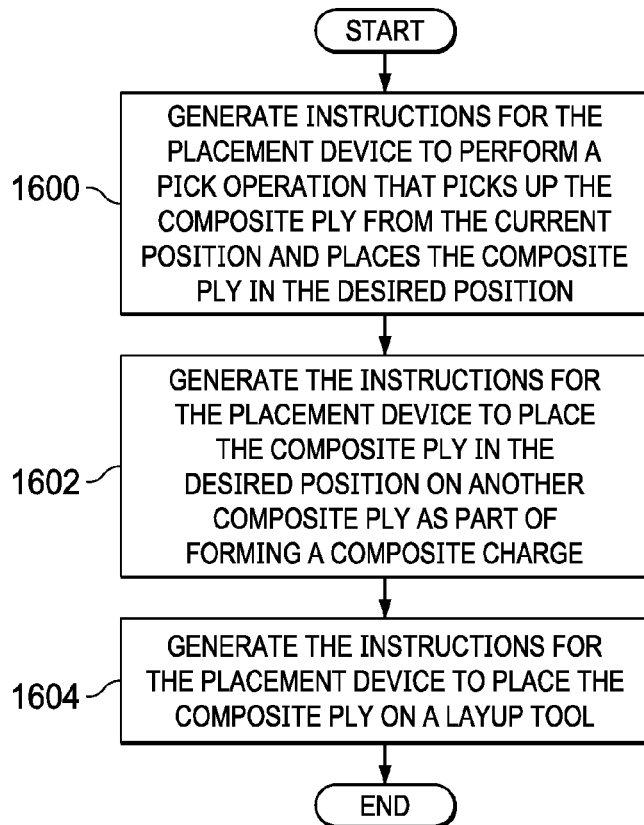 START
GENERATE INSTRUCTIONS FOR THE
PLACEMENT DEVICE TO PERFORM A
PICK OPERATION THAT PICKS UP THE
COMPOSITE PLY FROM THE CURRENT
POSITION AND PLACES THE COMPOSITE
PLY IN THE DESIRED POSITION
1600
GENERATE THE INSTRUCTIONS FOR
THE PLACEMENT DEVICE TO PLACE
THE COMPOSITE PLY IN THE
DESIRED POSITION ON ANOTHER
COMPOSITE PLY AS PART OF
FORMING A COMPOSITE CHARGE
1602
GENERATE THE INSTRUCTIONS FOR
THE PLACEMENT DEVICE TO PLACE THE
COMPOSITE PLY ON A LAYUP TOOL
1604
END